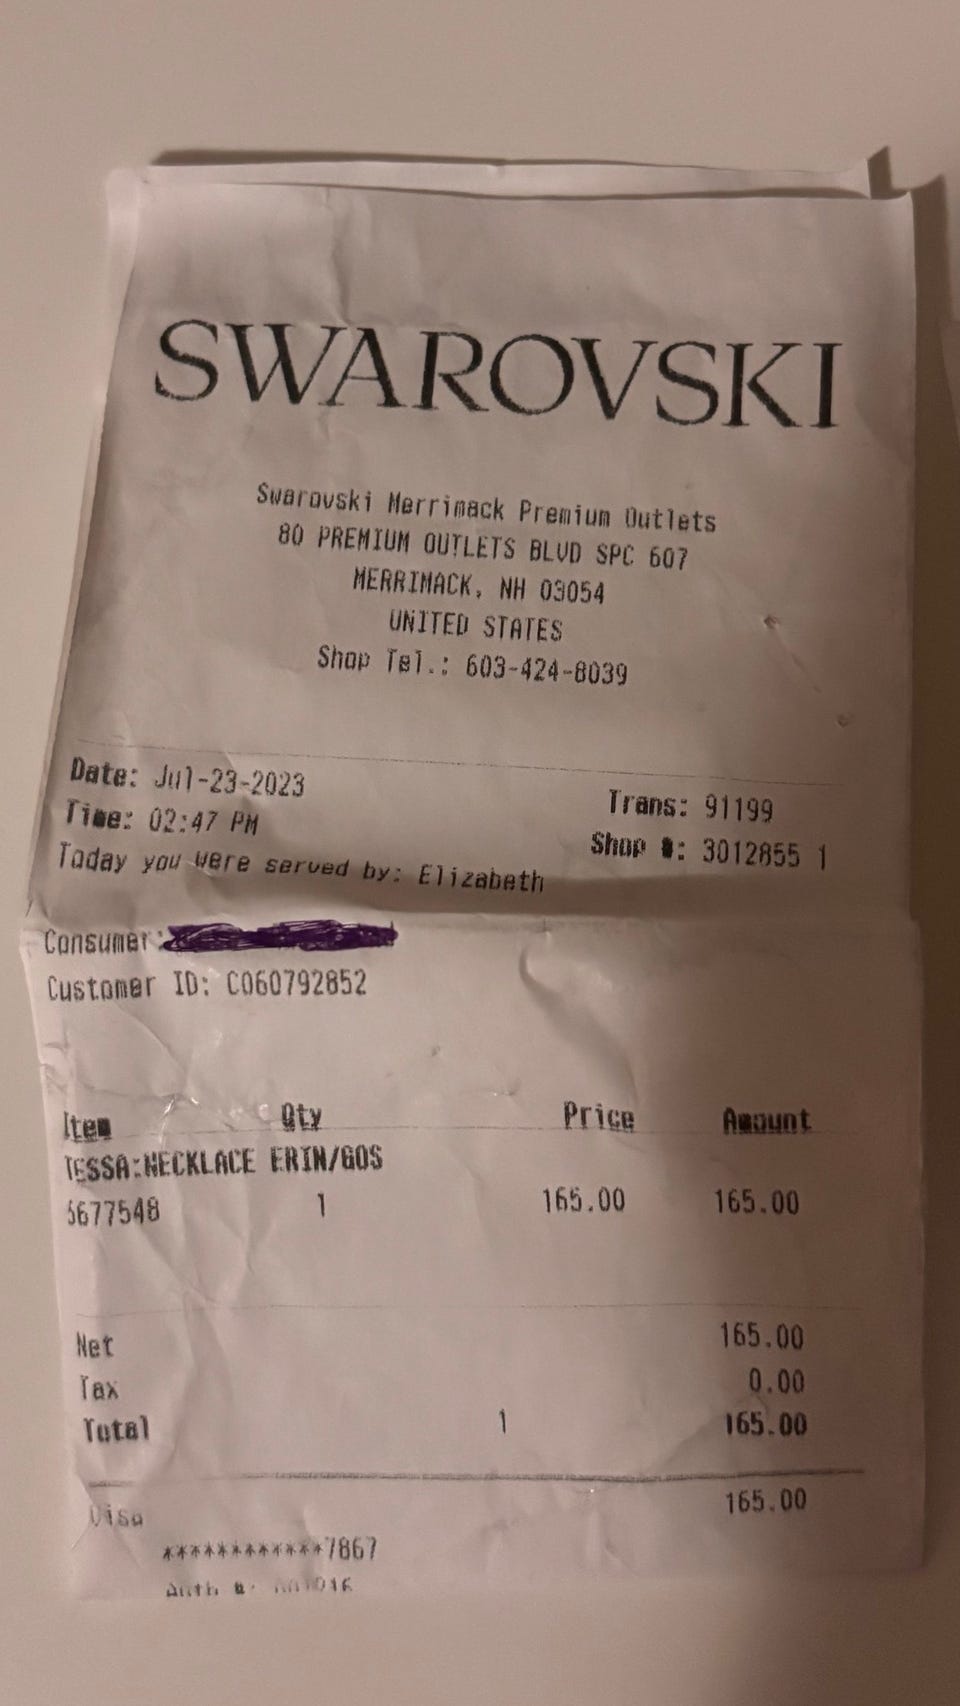 SWAROVSKI
Swarovski Merrimack Premium Outlets
80 PREMIUM OUTLETS BLVD SPC 607
MERRIMACK, NH 03054
UNITED STATES
Shop Tel.: 603-424-8039
Date: Jul-23-2023
Trans: 91199
Time: 02:47 PM
Shop #: 3012855 1
Today you were served by: Elizabeth
Consumer:
Customer ID: C060792852
Item Qty Price Amount
TESSA:NECKLACE ERIN/GOS
5677548 1 165.00 165.00
Net 165.00
Tax 0.00
Total 1 165.00
Visa 165.00
************7867
Auth #: